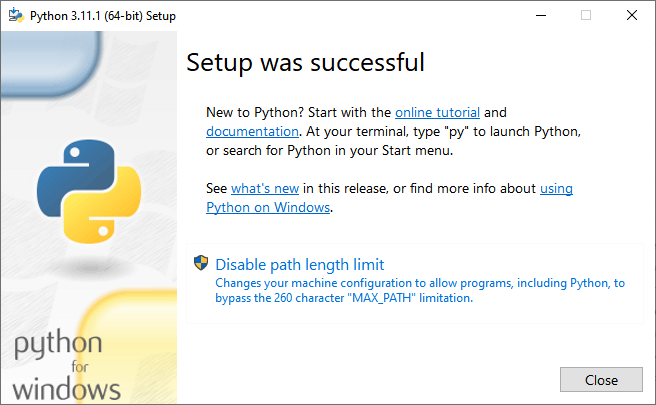 Python 3.11.1 (64-bit) Setup
Setup was successful
New to Python? Start with the online tutorial and
documentation. At your terminal, type "py" to launch Python,
or search for Python in your Start menu.
See what's new in this release, or find more info about using
Python on Windows.
Disable path length limit
Changes your machine configuration to allow programs, including Python, to
bypass the 260 character "MAX_PATH" limitation.
python
for
windows
Close